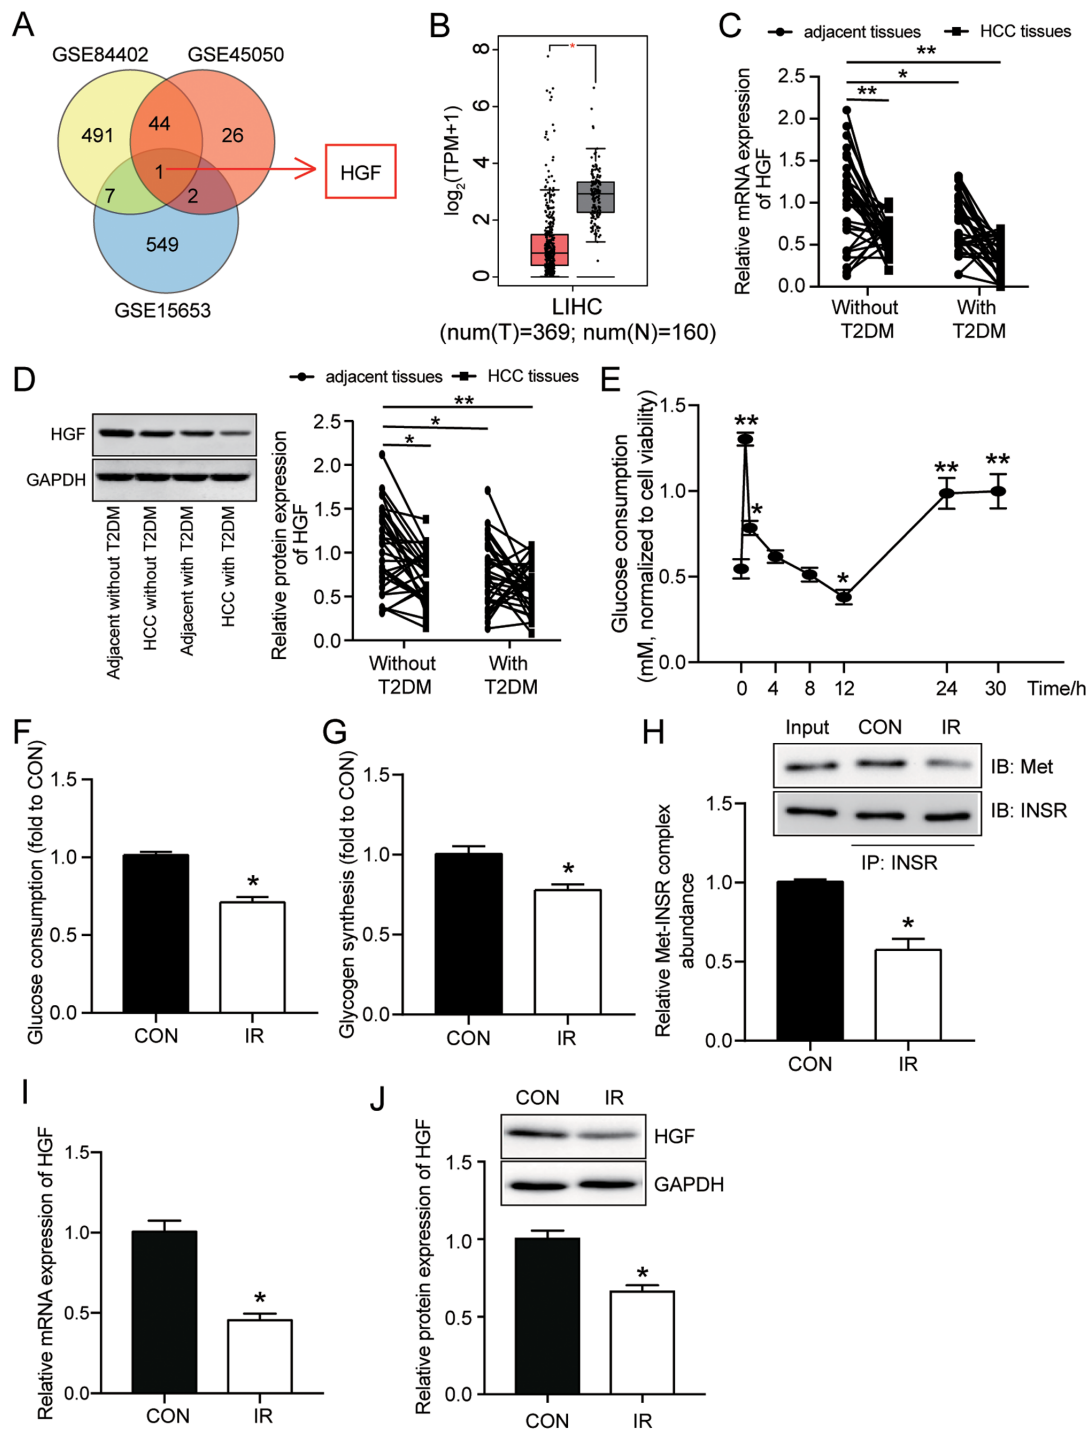 A
GSE84402
GSE45050
491
44
26
1
7
2
549
HGF
GSE15653
B
log2(TPM+1)
8
6
4
2
0
*
LIHC
(num(T)=369; num(N)=160)
C
adjacent tissues
HCC tissues
Relative mRNA expression
of HGF
2.5
2.0
1.5
1.0
0.5
0.0
**
*
**
Without
T2DM
With
T2DM
D
HGF
GAPDH
Adjacent without T2DM
HCC without T2DM
Adjacent with T2DM
HCC with T2DM
adjacent tissues
HCC tissues
Relative protein expression
of HGF
2.5
2.0
1.5
1.0
0.5
0.0
**
*
*
Without
T2DM
With
T2DM
E
Glucose consumption
(mM, normalized to cell viability)
1.5
1.0
0.5
0.0
**
*
*
**
**
0
4
8
12
24
30
Time/h
F
Glucose consumption (fold to CON)
1.5
1.0
0.5
0.0
*
CON
IR
G
Glycogen synthesis (fold to CON)
1.5
1.0
0.5
0.0
*
CON
IR
H
Input
CON
IR
IB: Met
IB: INSR
IP: INSR
Relative Met-INSR complex
abundance
1.5
1.0
0.5
0.0
*
CON
IR
I
Relative mRNA expression of HGF
1.5
1.0
0.5
0.0
*
CON
IR
J
CON
IR
HGF
GAPDH
Relative protein expression of HGF
1.5
1.0
0.5
0.0
*
CON
IR